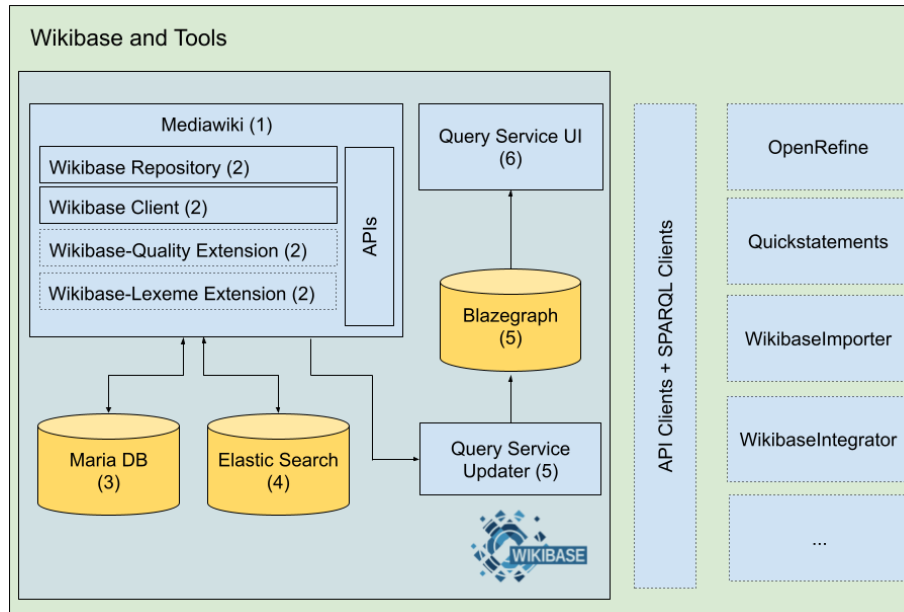 Wikibase and Tools
Mediawiki (1)
Wikibase Repository (2)
Wikibase Client (2)
Wikibase-Quality Extension (2)
Wikibase-Lexeme Extension (2)
APIs
Query Service UI
(6)
Blazegraph
(5)
Maria DB
(3)
Elastic Search
(4)
Query Service
Updater (5)
WIKIBASE
API Clients + SPARQL Clients
OpenRefine
Quickstatements
WikibaseImporter
WikibaseIntegrator
...